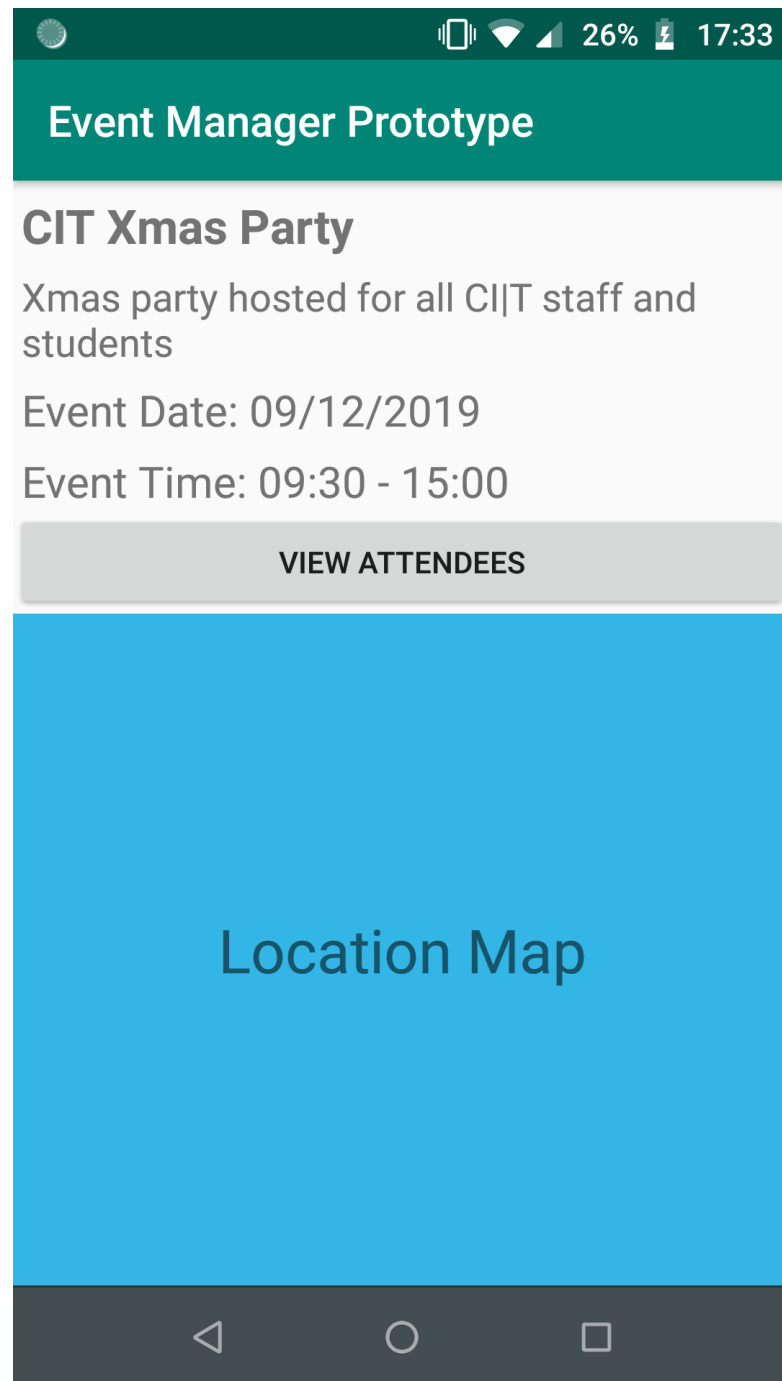 26% 17:33
Event Manager Prototype
CIT Xmas Party
Xmas party hosted for all CI|T staff and
students
Event Date: 09/12/2019
Event Time: 09:30 - 15:00
VIEW ATTENDEES
Location Map